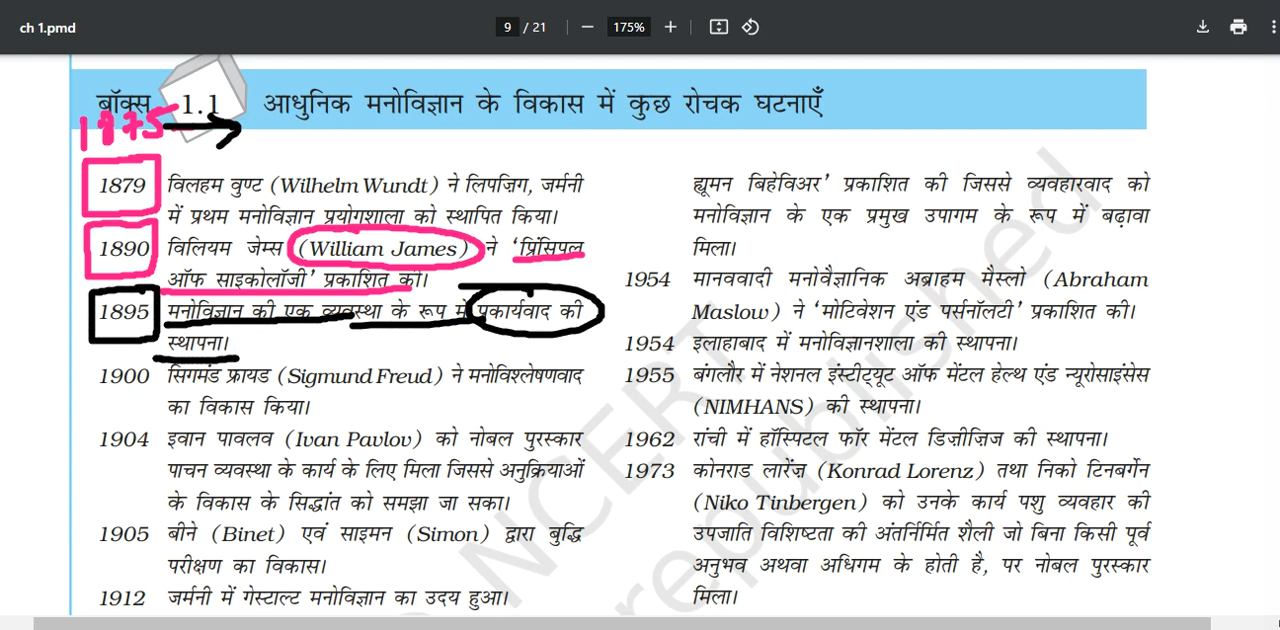 ch 1.pmd
9 / 21
175%
बॉक्स 1.1 आधुनिक मनोविज्ञान के विकास में कुछ रोचक घटनाएँ
1875
1879 विलहम वुण्ट (Wilhelm Wundt) ने लिपज़िग, जर्मनी
में प्रथम मनोविज्ञान प्रयोगशाला को स्थापित किया।
1890 विलियम जेम्स (William James) ने ‘प्रिंसिपल
ऑफ साइकोलॉजी’ प्रकाशित की।
1895 मनोविज्ञान की एक व्यवस्था के रूप में प्रकार्यवाद की
स्थापना।
1900 सिगमंड फ्रायड (Sigmund Freud) ने मनोविश्लेषणवाद
का विकास किया।
1904 इवान पावलव (Ivan Pavlov) को नोबल पुरस्कार
पाचन व्यवस्था के कार्य के लिए मिला जिससे अनुक्रियाओं
के विकास के सिद्धांत को समझा जा सका।
1905 बीने (Binet) एवं साइमन (Simon) द्वारा बुद्धि
परीक्षण का विकास।
1912 जर्मनी में गेस्टाल्ट मनोविज्ञान का उदय हुआ।
ह्यूमन बिहेविअर’ प्रकाशित की जिससे व्यवहारवाद को
मनोविज्ञान के एक प्रमुख उपागम के रूप में बढ़ावा
मिला।
1954 मानववादी मनोवैज्ञानिक अब्राहम मैस्लो (Abraham
Maslow) ने ‘मोटिवेशन एंड पर्सनॉलटी’ प्रकाशित की।
1954 इलाहाबाद में मनोविज्ञानशाला की स्थापना।
1955 बंगलौर में नेशनल इंस्टीट्यूट ऑफ मेंटल हेल्थ एंड न्यूरोसाइंसेस
(NIMHANS) की स्थापना।
1962 रांची में हॉस्पिटल फॉर मेंटल डिज़ीज़िज की स्थापना।
1973 कोनराड लारेंज़ (Konrad Lorenz) तथा निको टिनबर्गेन
(Niko Tinbergen) को उनके कार्य पशु व्यवहार की
उपजाति विशिष्टता की अंतर्निर्मित शैली जो बिना किसी पूर्व
अनुभव अथवा अधिगम के होती है, पर नोबल पुरस्कार
मिला।
NCERT
republished